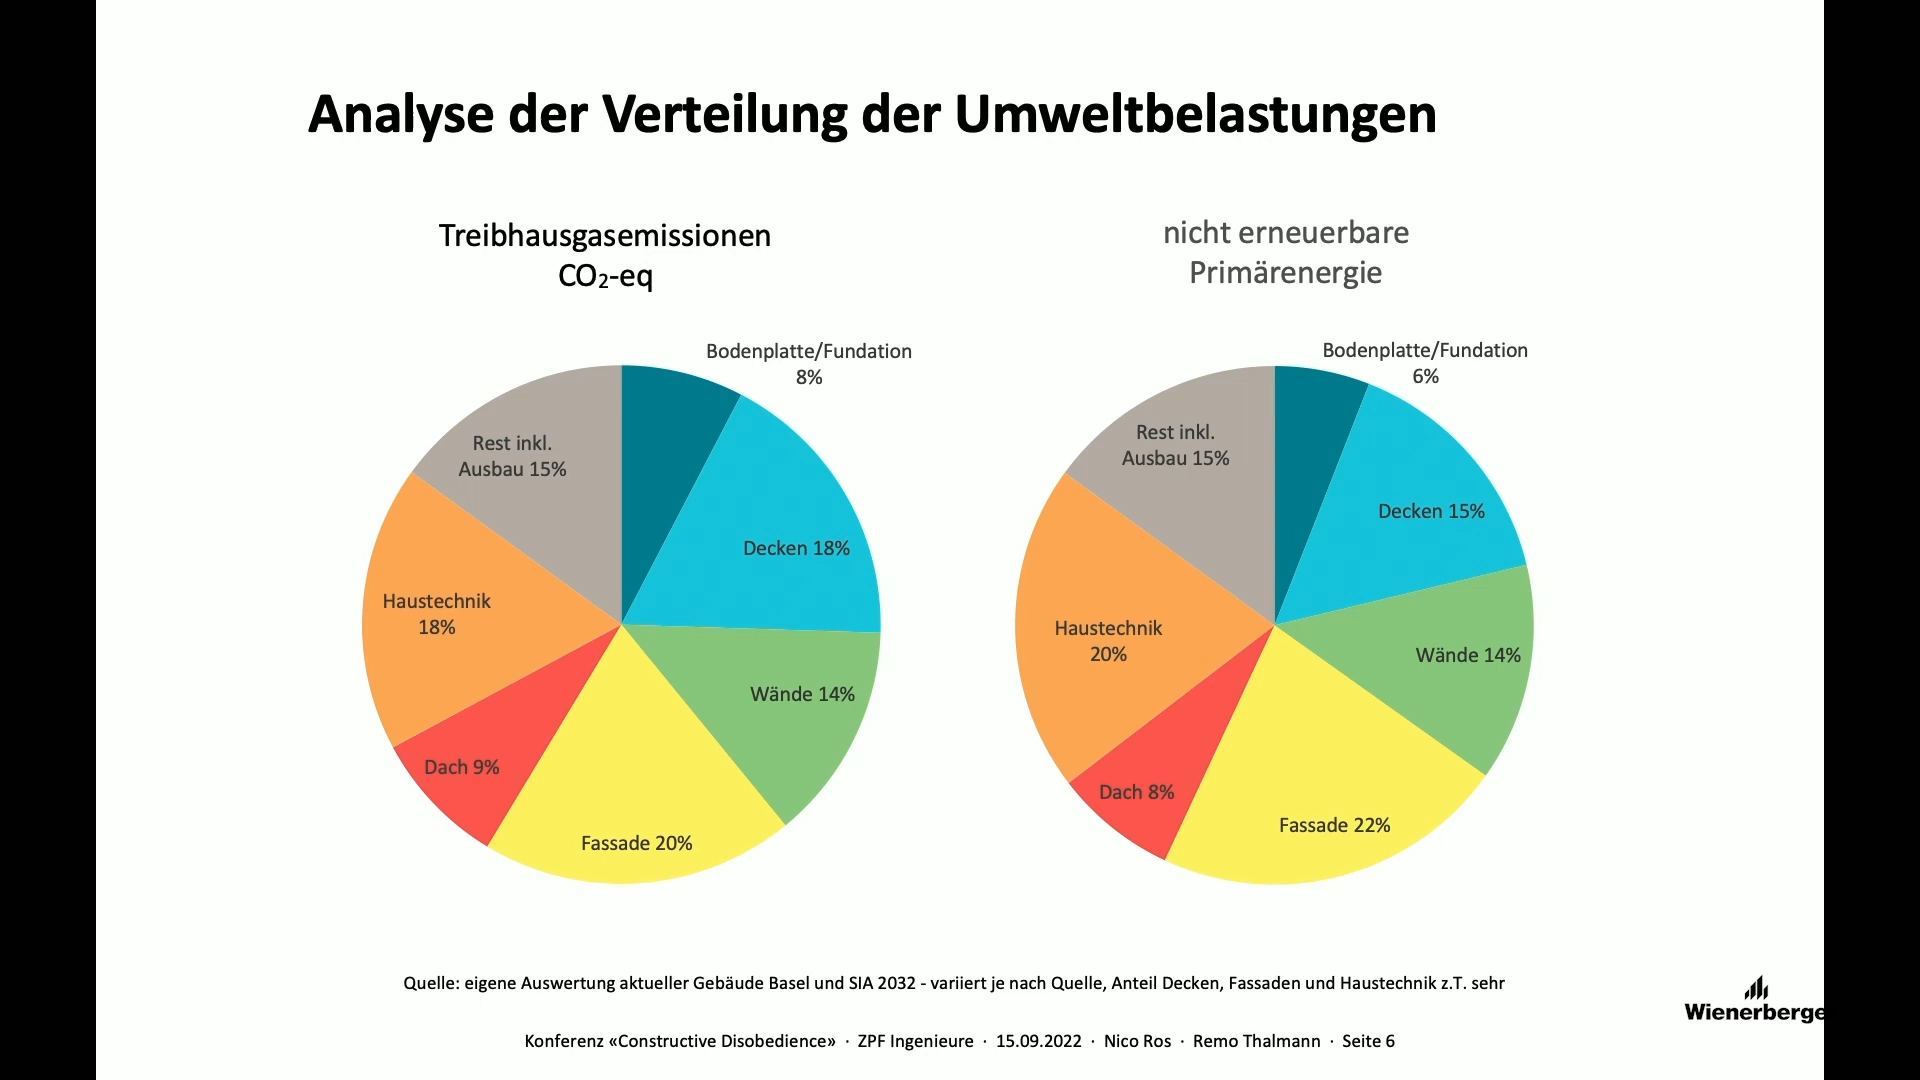 Analyse der Verteilung der Umweltbelastungen
Treibhausgasemissionen
CO₂-eq
Bodenplatte/Fundation
8%
Rest inkl.
Ausbau 15%
Decken 18%
Haustechnik
18%
Wände 14%
Dach 9%
Fassade 20%
nicht erneuerbare
Primärenergie
Bodenplatte/Fundation
6%
Rest inkl.
Ausbau 15%
Decken 15%
Haustechnik
20%
Wände 14%
Dach 8%
Fassade 22%
Quelle: eigene Auswertung aktueller Gebäude Basel und SIA 2032 - variiert je nach Quelle, Anteil Decken, Fassaden und Haustechnik z.T. sehr
Wienerberge
Konferenz «Constructive Disobedience» · ZPF Ingenieure · 15.09.2022 · Nico Ros · Remo Thalmann · Seite 6